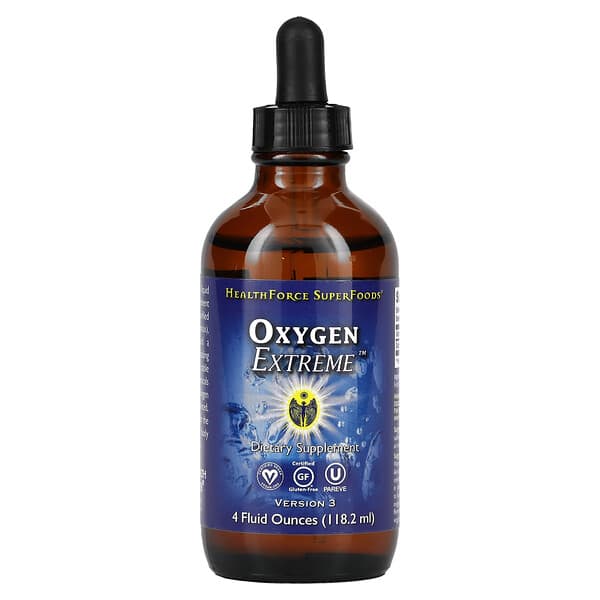 HEALTHFORCE SUPERFOODS®
OXYGEN
EXTREME™
Dietary Supplement
Certified
GF
Gluten-Free
U
PAREVE
VERSION 3
4 Fluid Ounces (118.2 ml)